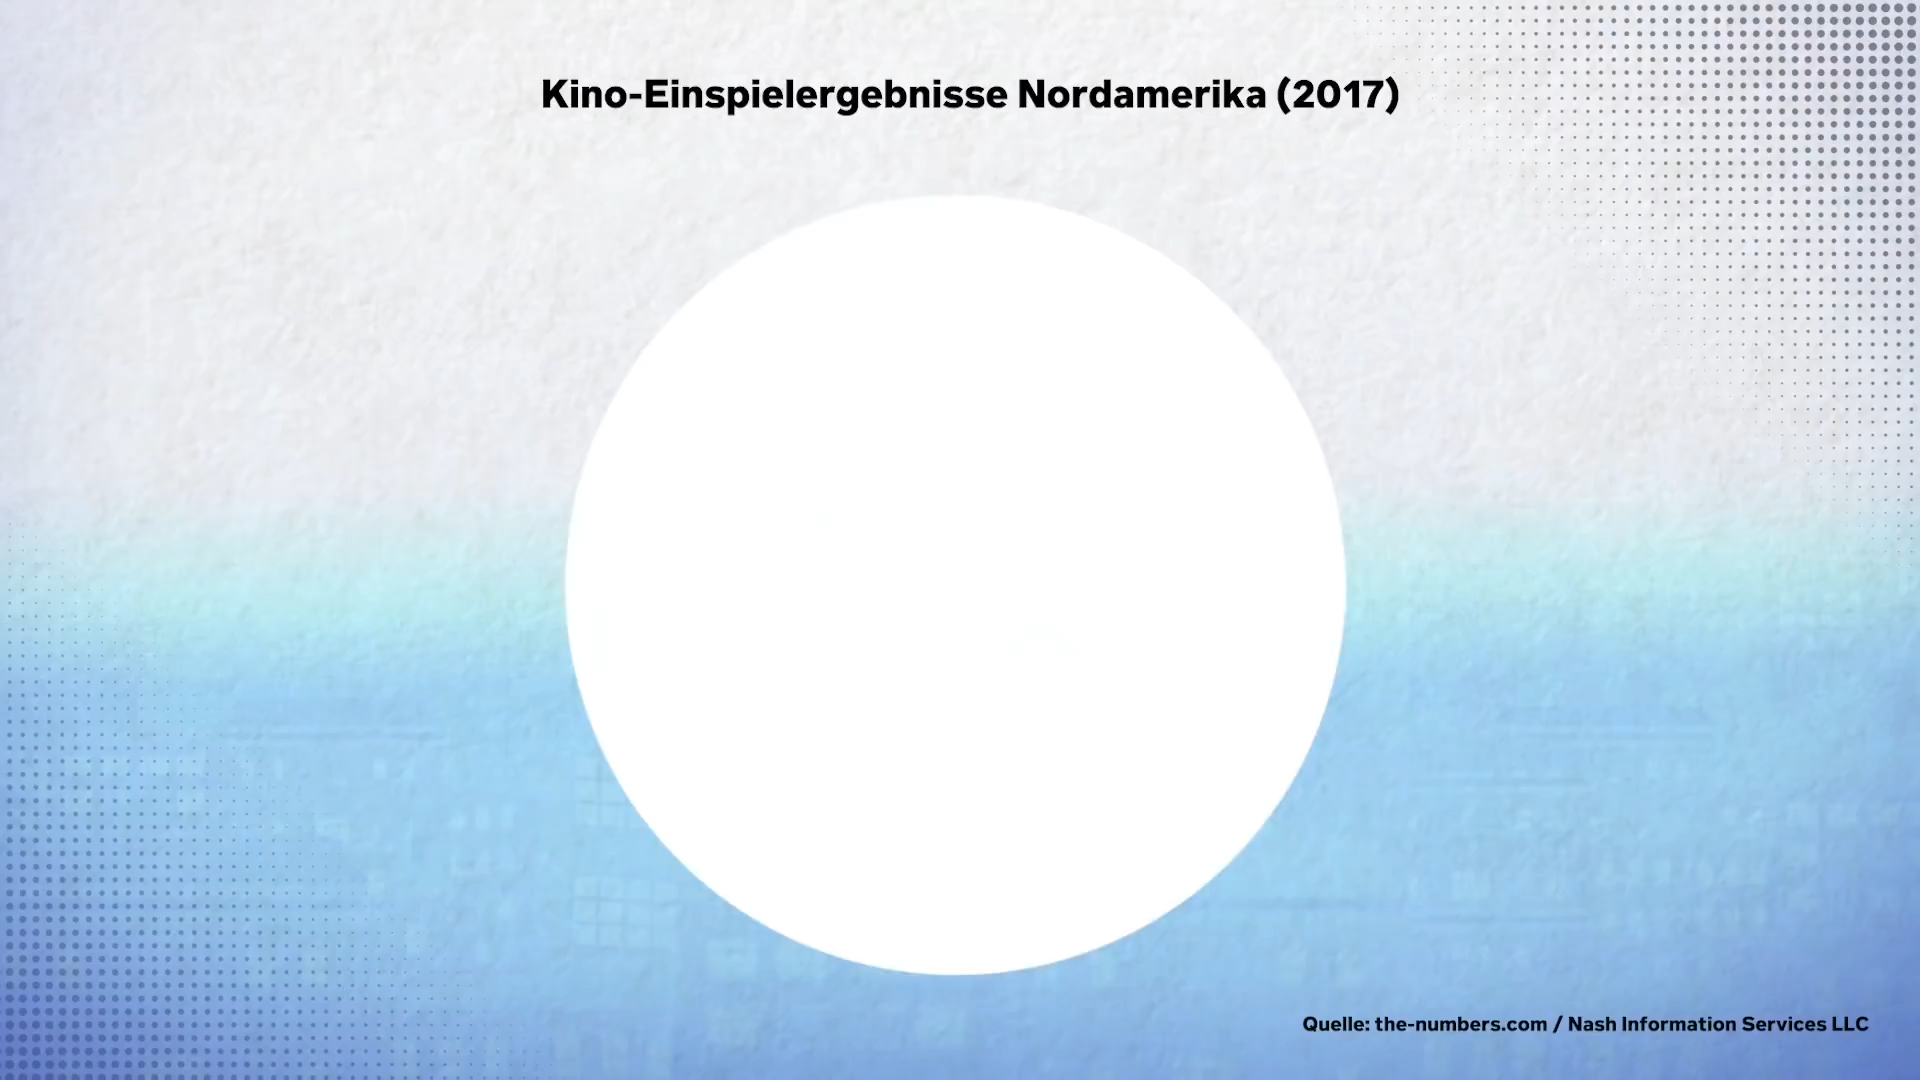 Kino-Einspielergebnisse Nordamerika (2017)
Quelle: the-numbers.com / Nash Information Services LLC